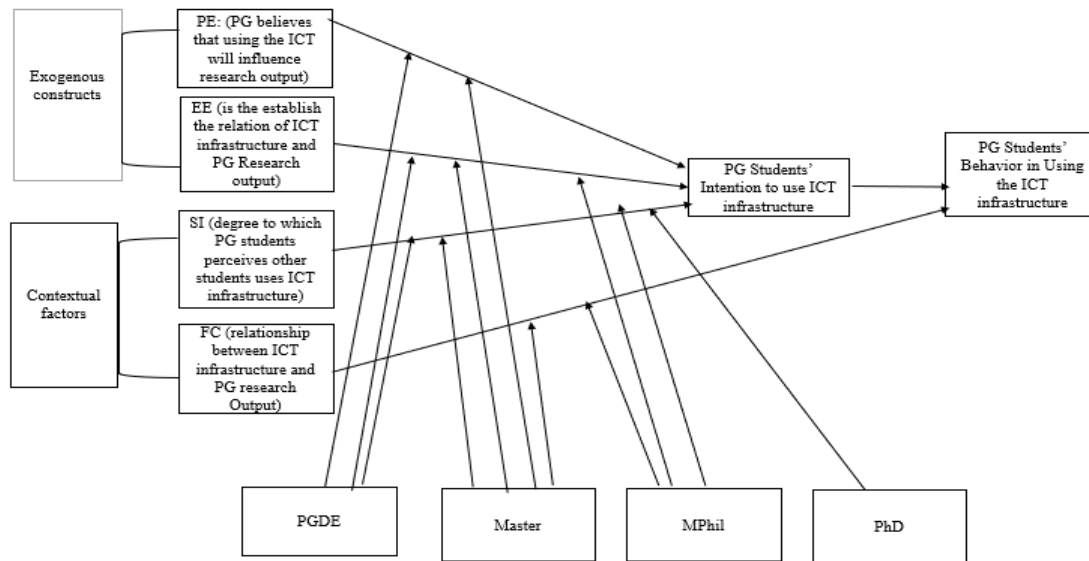 Exogenous
constructs
PE: (PG believes
that using the ICT
will influence
research output)
EE (is the establish
the relation of ICT
infrastructure and
PG Research
output)
Contextual
factors
SI (degree to which
PG students
perceives other
students uses ICT
infrastructure)
FC (relationship
between ICT
infrastructure and
PG research
Output)
PG Students’
Intention to use ICT
infrastructure
PG Students’
Behavior in Using
the ICT
infrastructure
PGDE
Master
MPhil
PhD